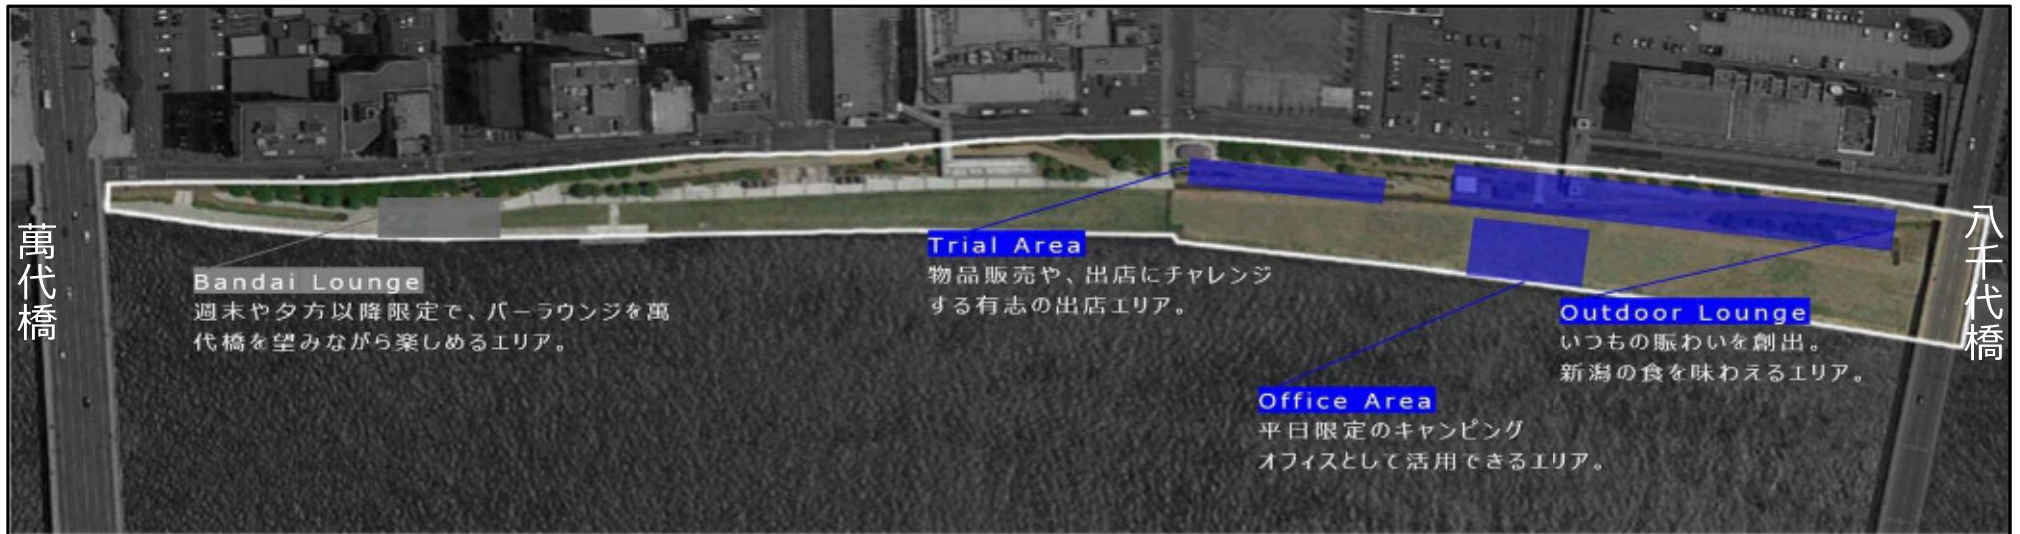 萬代橋
Bandai Lounge
週末や夕方以降限定で、バーラウンジを萬
代橋を望みながら楽しめるエリア。
Trial Area
物品販売や、出店にチャレンジ
する有志の出店エリア。
Office Area
平日限定のキャンピング
オフィスとして活用できるエリア。
Outdoor Lounge
いつもの賑わいを創出。
新潟の食を味わえるエリア。
八千代橋